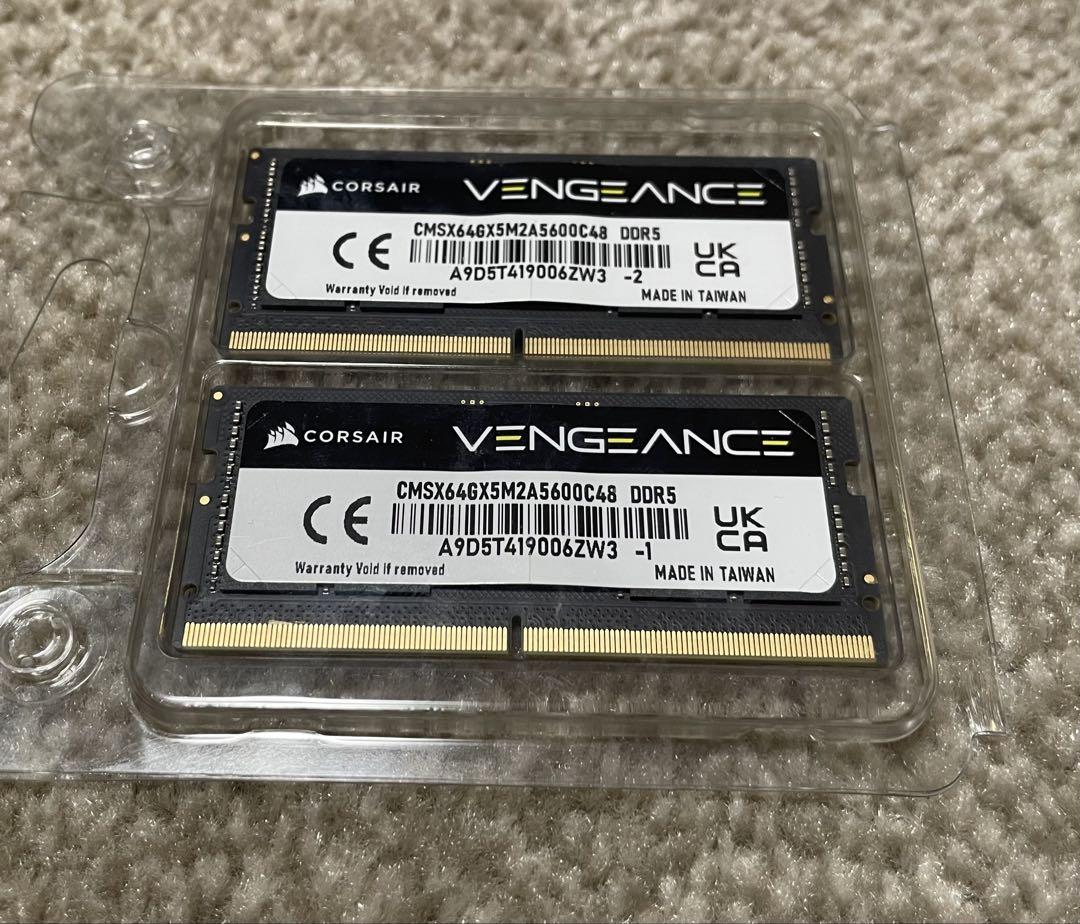 CORSAIR VENGEANCE
CE
CMSX64GX5M2A5600C48 DDR5
A9D5T419006ZW3 -2
UK
CA
Warranty Void if removed
MADE IN TAIWAN
CORSAIR VENGEANCE
CE
CMSX64GX5M2A5600C48 DDR5
A9D5T419006ZW3 -1
UK
CA
Warranty Void if removed
MADE IN TAIWAN